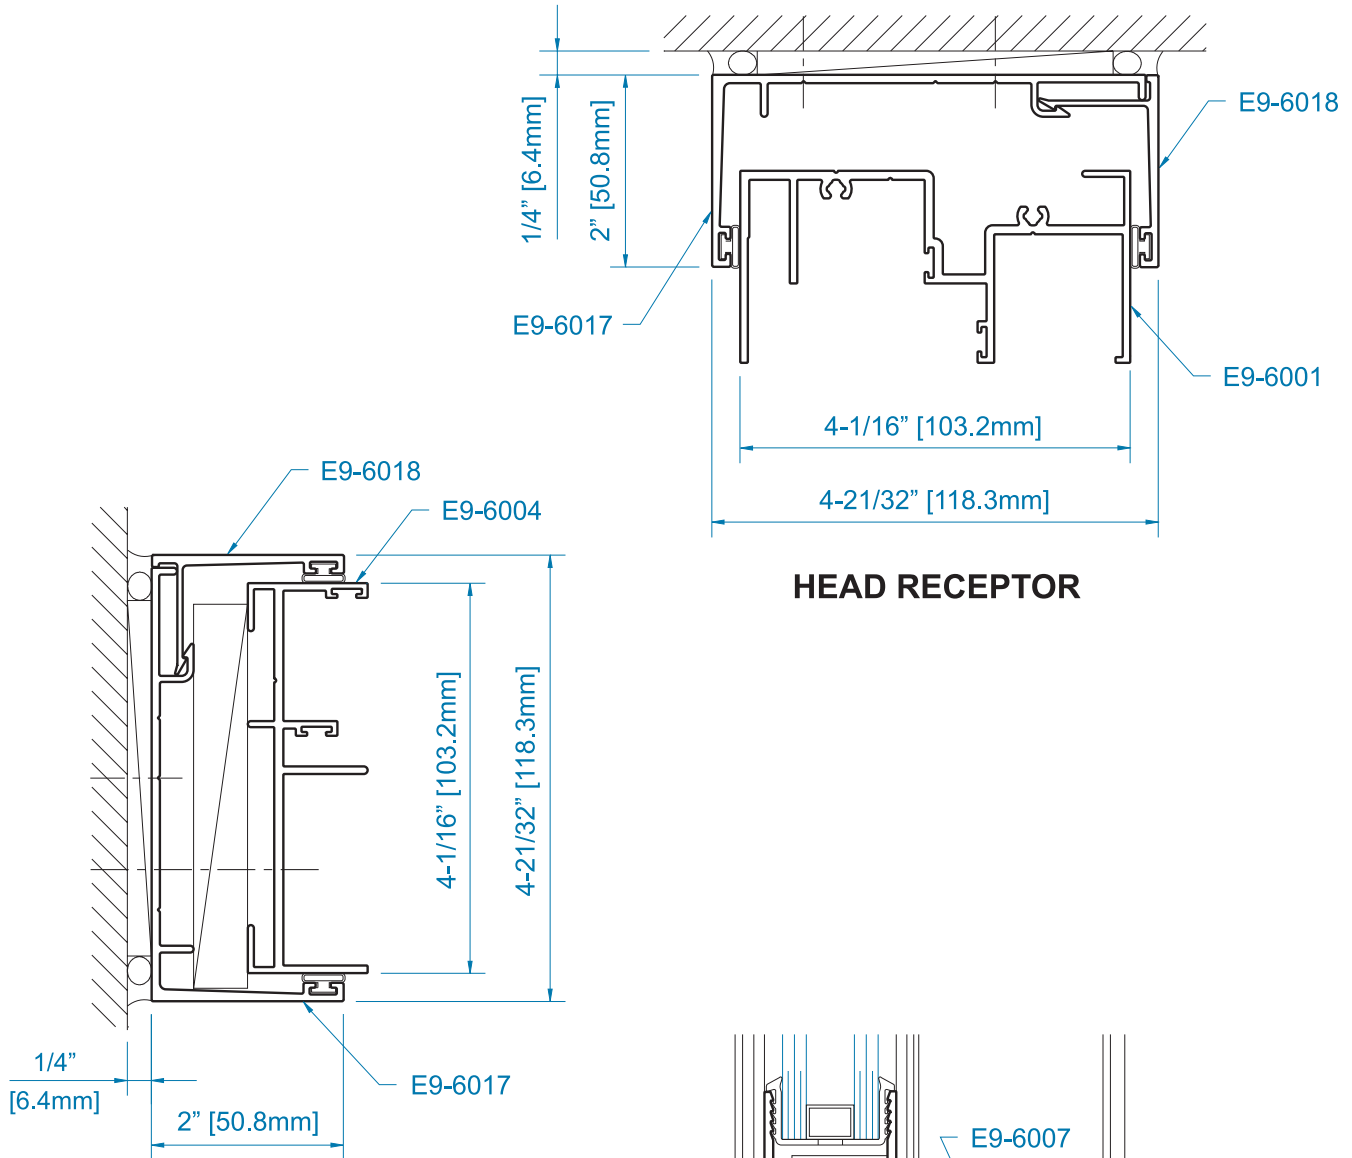 1/4” [6.4mm]
2” [50.8mm]
E9-6018
E9-6017
E9-6001
4-1/16” [103.2mm]
4-21/32” [118.3mm]
HEAD RECEPTOR
E9-6018
E9-6004
4-1/16” [103.2mm]
4-21/32” [118.3mm]
1/4”
[6.4mm]
E9-6017
2” [50.8mm]
E9-6007